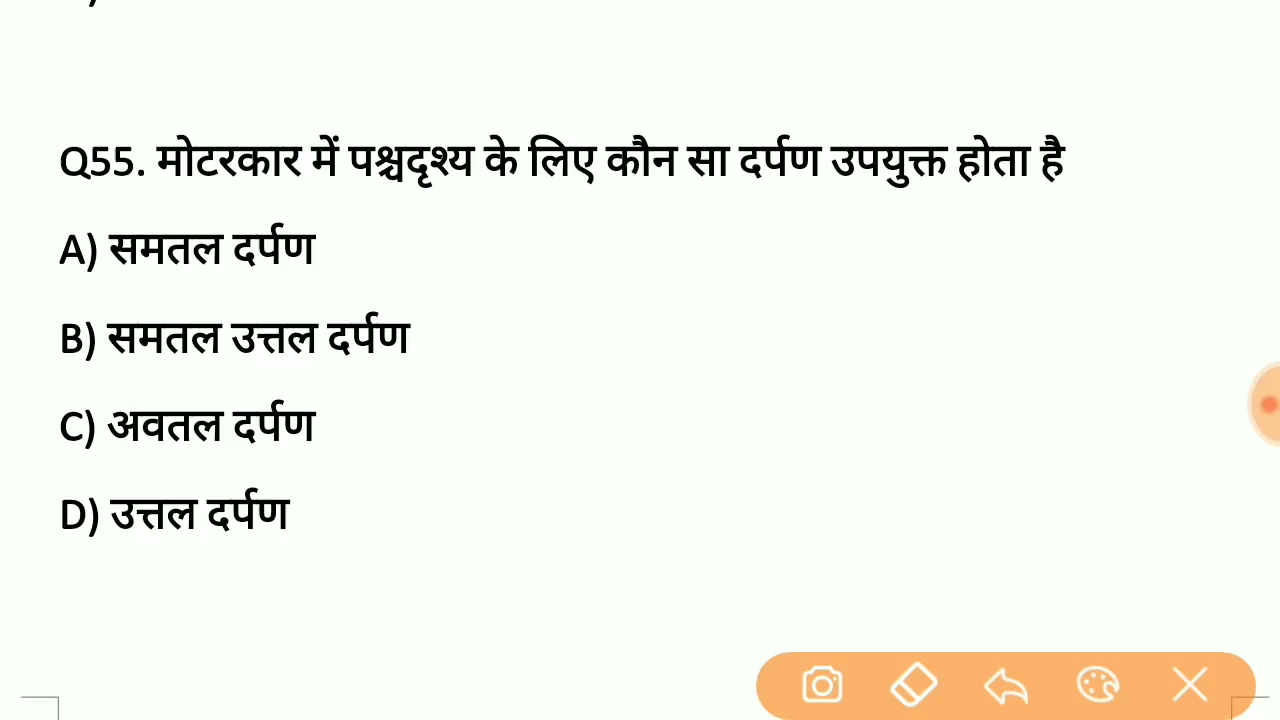 Q55. मोटरकार में पश्चदृश्य के लिए कौन सा दर्पण उपयुक्त होता है
A) समतल दर्पण
B) समतल उत्तल दर्पण
C) अवतल दर्पण
D) उत्तल दर्पण